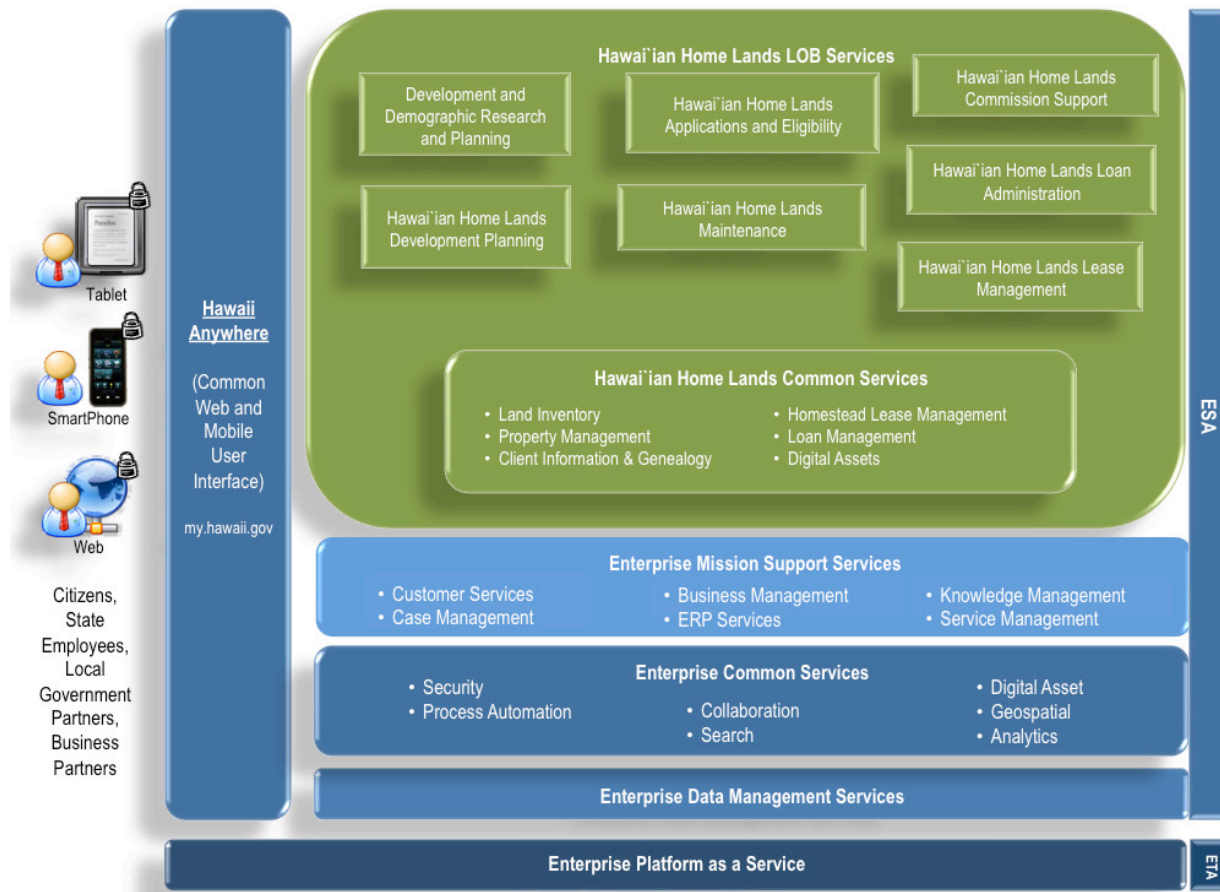 Tablet
SmartPhone
Web
Citizens,
State
Employees,
Local
Government
Partners,
Business
Partners
Hawaii
Anywhere
(Common
Web and
Mobile
User
Interface)
my.hawaii.gov
Hawai`ian Home Lands LOB Services
Development and
Demographic Research
and Planning
Hawai`ian Home Lands
Applications and Eligibility
Hawai`ian Home Lands
Commission Support
Hawai`ian Home Lands Loan
Administration
Hawai`ian Home Lands
Development Planning
Hawai`ian Home Lands
Maintenance
Hawai`ian Home Lands Lease
Management
Hawai`ian Home Lands Common Services
• Land Inventory
• Property Management
• Client Information & Genealogy
• Homestead Lease Management
• Loan Management
• Digital Assets
Enterprise Mission Support Services
• Customer Services
• Case Management
• Business Management
• ERP Services
• Knowledge Management
• Service Management
Enterprise Common Services
• Security
• Process Automation
• Collaboration
• Search
• Digital Asset
• Geospatial
• Analytics
Enterprise Data Management Services
Enterprise Platform as a Service
ESA
ETA